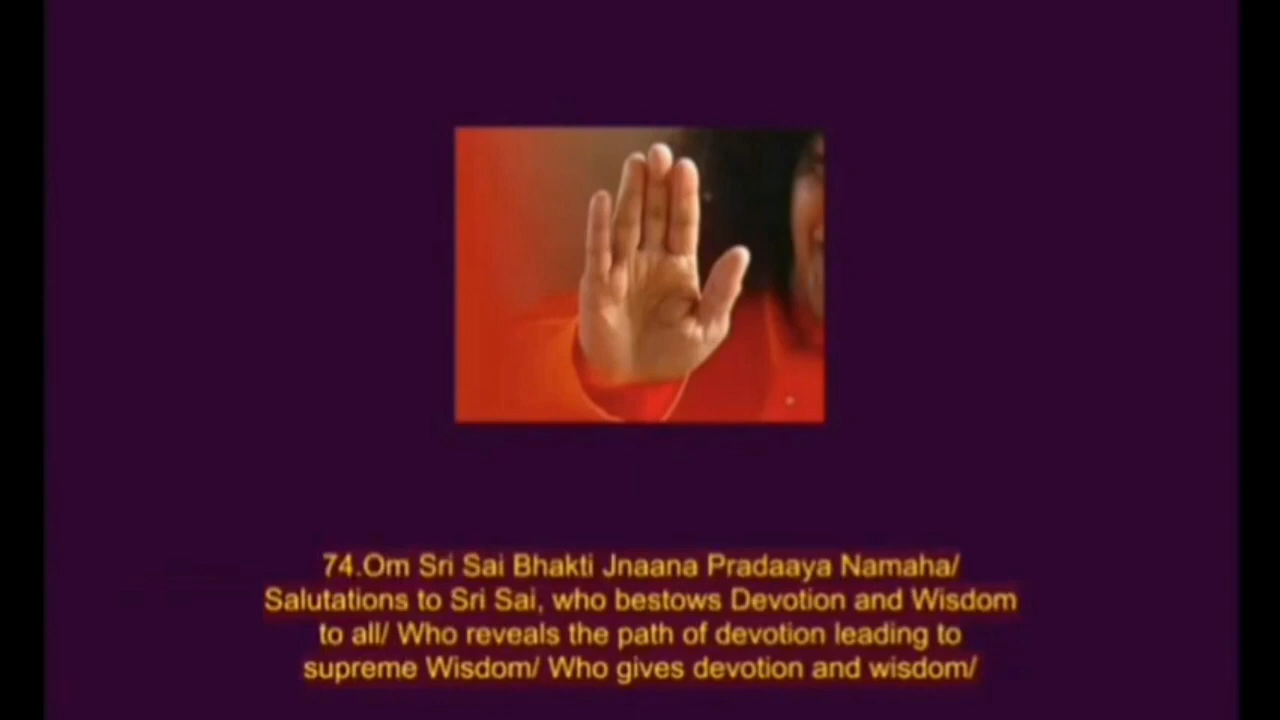 74.Om Sri Sai Bhakti Jnaana Pradaaya Namaha/
Salutations to Sri Sai, who bestows Devotion and Wisdom
to all/ Who reveals the path of devotion leading to
supreme Wisdom/ Who gives devotion and wisdom/